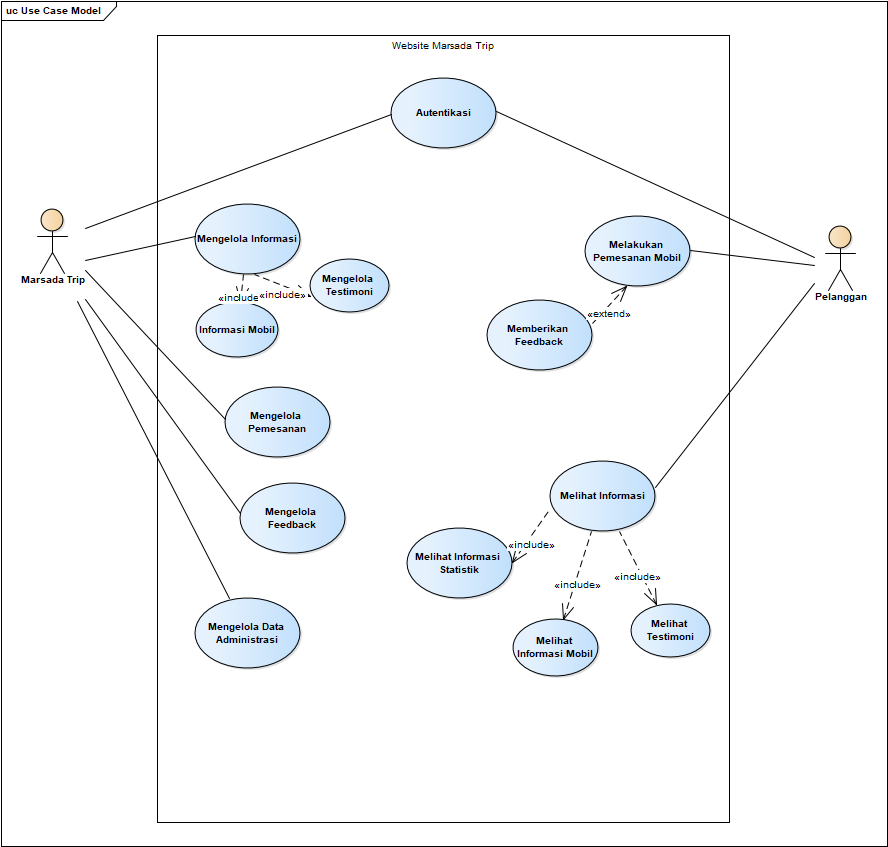 uc Use Case Model
Website Marsada Trip
Autentikasi
Mengelola Informasi
Melakukan
Pemesanan Mobil
Marsada Trip
Pelanggan
Mengelola
Testimoni
«include»
«include»
Informasi Mobil
«extend»
Memberikan
Feedback
Mengelola
Pemesanan
Melihat Informasi
Mengelola
Feedback
«include»
Melihat Informasi
Statistik
«include»
«include»
Mengelola Data
Administrasi
Melihat
Informasi Mobil
Melihat
Testimoni